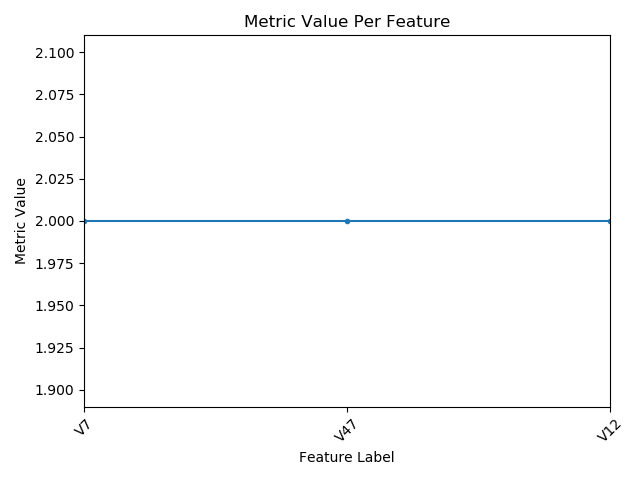 Metric Value Per Feature
2.100
2.075
2.050
2.025
2.000
1.975
1.950
1.925
1.900
Metric Value
V7
V47
V12
Feature Label